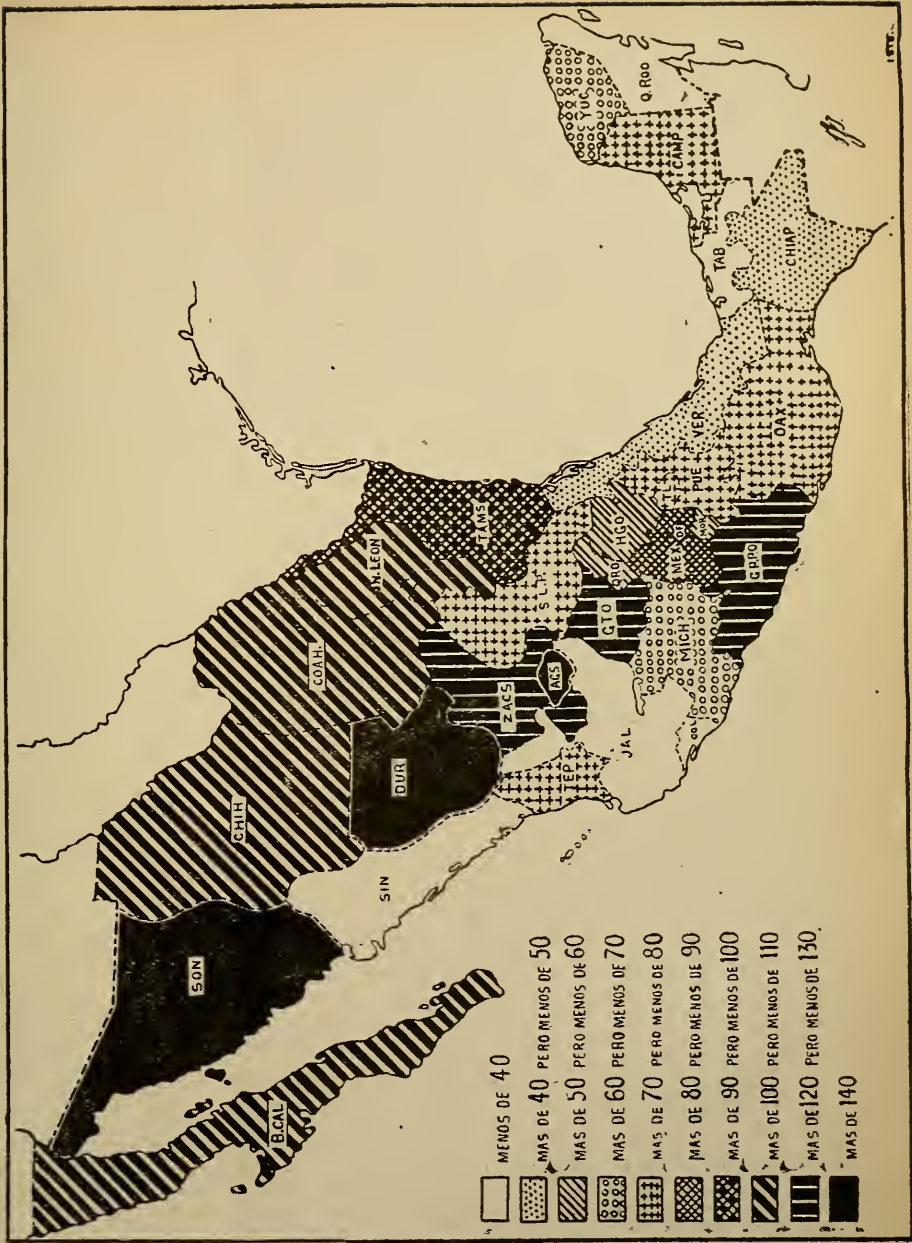 SON
B.CAL
CHIH
COAH.
N.LEON
TAMS
SIN
DUR
ZACS
S.L.P.
TEP
ACS
JAL
GTO
QRO
HGO
MICH
MEX
DF
MOR
TL
PUE
VER
GRRO
OAX
TAB
CHIAP
CAMP
YUC
Q.ROO
MENOS DE 40
MAS DE 40 PERO MENOS DE 50
MAS DE 50 PERO MENOS DE 60
MAS DE 60 PERO MENOS DE 70
MAS DE 70 PERO MENOS DE 80
MAS DE 80 PERO MENOS DE 90
MAS DE 90 PERO MENOS DE 100
MAS DE 100 PERO MENOS DE 110
MAS DE 120 PERO MENOS DE 130
MAS DE 140